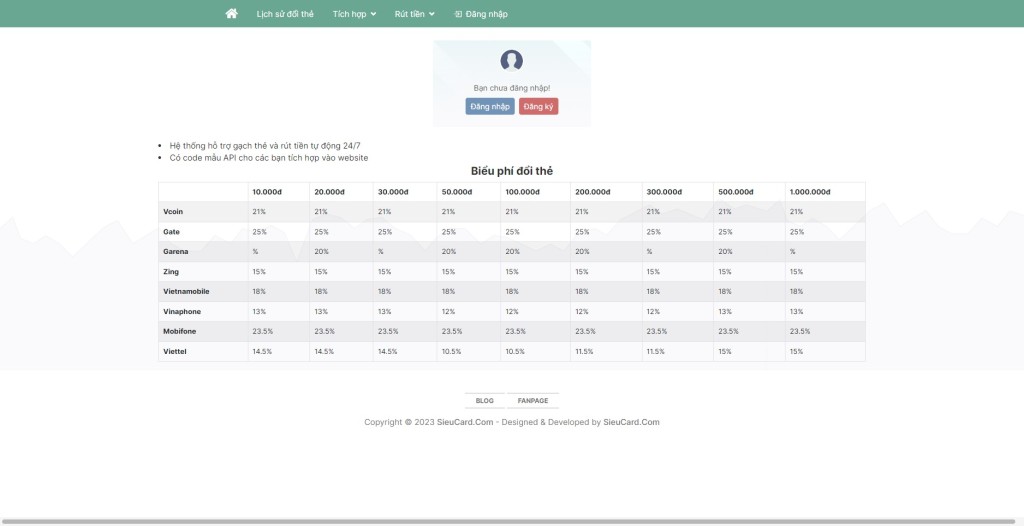 Lịch sử đổi thẻ Tích hợp Rút tiền Đăng nhập
Bạn chưa đăng nhập!
Đăng nhập Đăng ký
• Hệ thống hỗ trợ gạch thẻ và rút tiền tự động 24/7
• Có code mẫu API cho các bạn tích hợp vào website
Biểu phí đổi thẻ
10.000đ 20.000đ 30.000đ 50.000đ 100.000đ 200.000đ 300.000đ 500.000đ 1.000.000đ
Vcoin 21% 21% 21% 21% 21% 21% 21% 21% 21%
Gate 25% 25% 25% 25% 25% 25% 25% 25% 25%
Garena % 20% % 20% 20% 20% % 20% %
Zing 15% 15% 15% 15% 15% 15% 15% 15% 15%
Vietnamobile 18% 18% 18% 18% 18% 18% 18% 18% 18%
Vinaphone 13% 13% 13% 12% 12% 12% 12% 13% 13%
Mobifone 23.5% 23.5% 23.5% 23.5% 23.5% 23.5% 23.5% 23.5% 23.5%
Viettel 14.5% 14.5% 14.5% 10.5% 10.5% 11.5% 11.5% 15% 15%
BLOG FANPAGE
Copyright © 2023 SieuCard.Com - Designed & Developed by SieuCard.Com